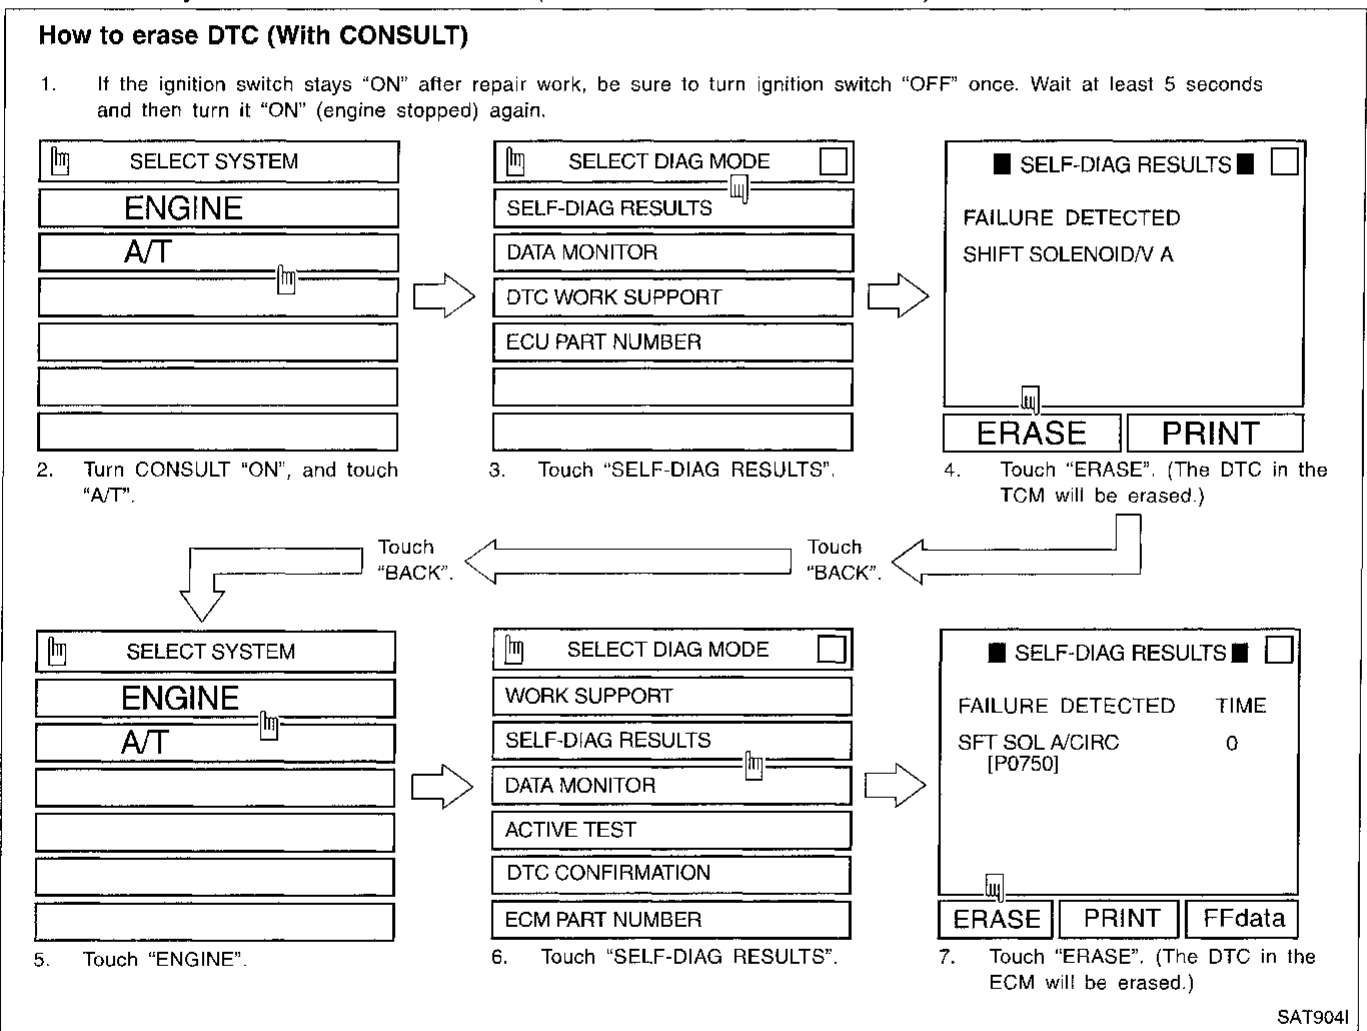 How to erase DTC (With CONSULT)
1. If the ignition switch stays “ON” after repair work, be sure to turn ignition switch “OFF” once. Wait at least 5 seconds
and then turn it “ON” (engine stopped) again.
SELECT SYSTEM
ENGINE
A/T
SELECT DIAG MODE
SELF-DIAG RESULTS
DATA MONITOR
DTC WORK SUPPORT
ECU PART NUMBER
SELF-DIAG RESULTS
FAILURE DETECTED
SHIFT SOLENOID/V A
ERASE PRINT
2. Turn CONSULT “ON”, and touch
“A/T”.
3. Touch “SELF-DIAG RESULTS”.
4. Touch “ERASE”. (The DTC in the
TCM will be erased.)
Touch
“BACK”.
Touch
“BACK”.
SELECT SYSTEM
ENGINE
A/T
SELECT DIAG MODE
WORK SUPPORT
SELF-DIAG RESULTS
DATA MONITOR
ACTIVE TEST
DTC CONFIRMATION
ECM PART NUMBER
SELF-DIAG RESULTS
FAILURE DETECTED TIME
SFT SOL A/CIRC 0
[P0750]
ERASE PRINT FFdata
5. Touch “ENGINE”.
6. Touch “SELF-DIAG RESULTS”.
7. Touch “ERASE”. (The DTC in the
ECM will be erased.)
SAT904I